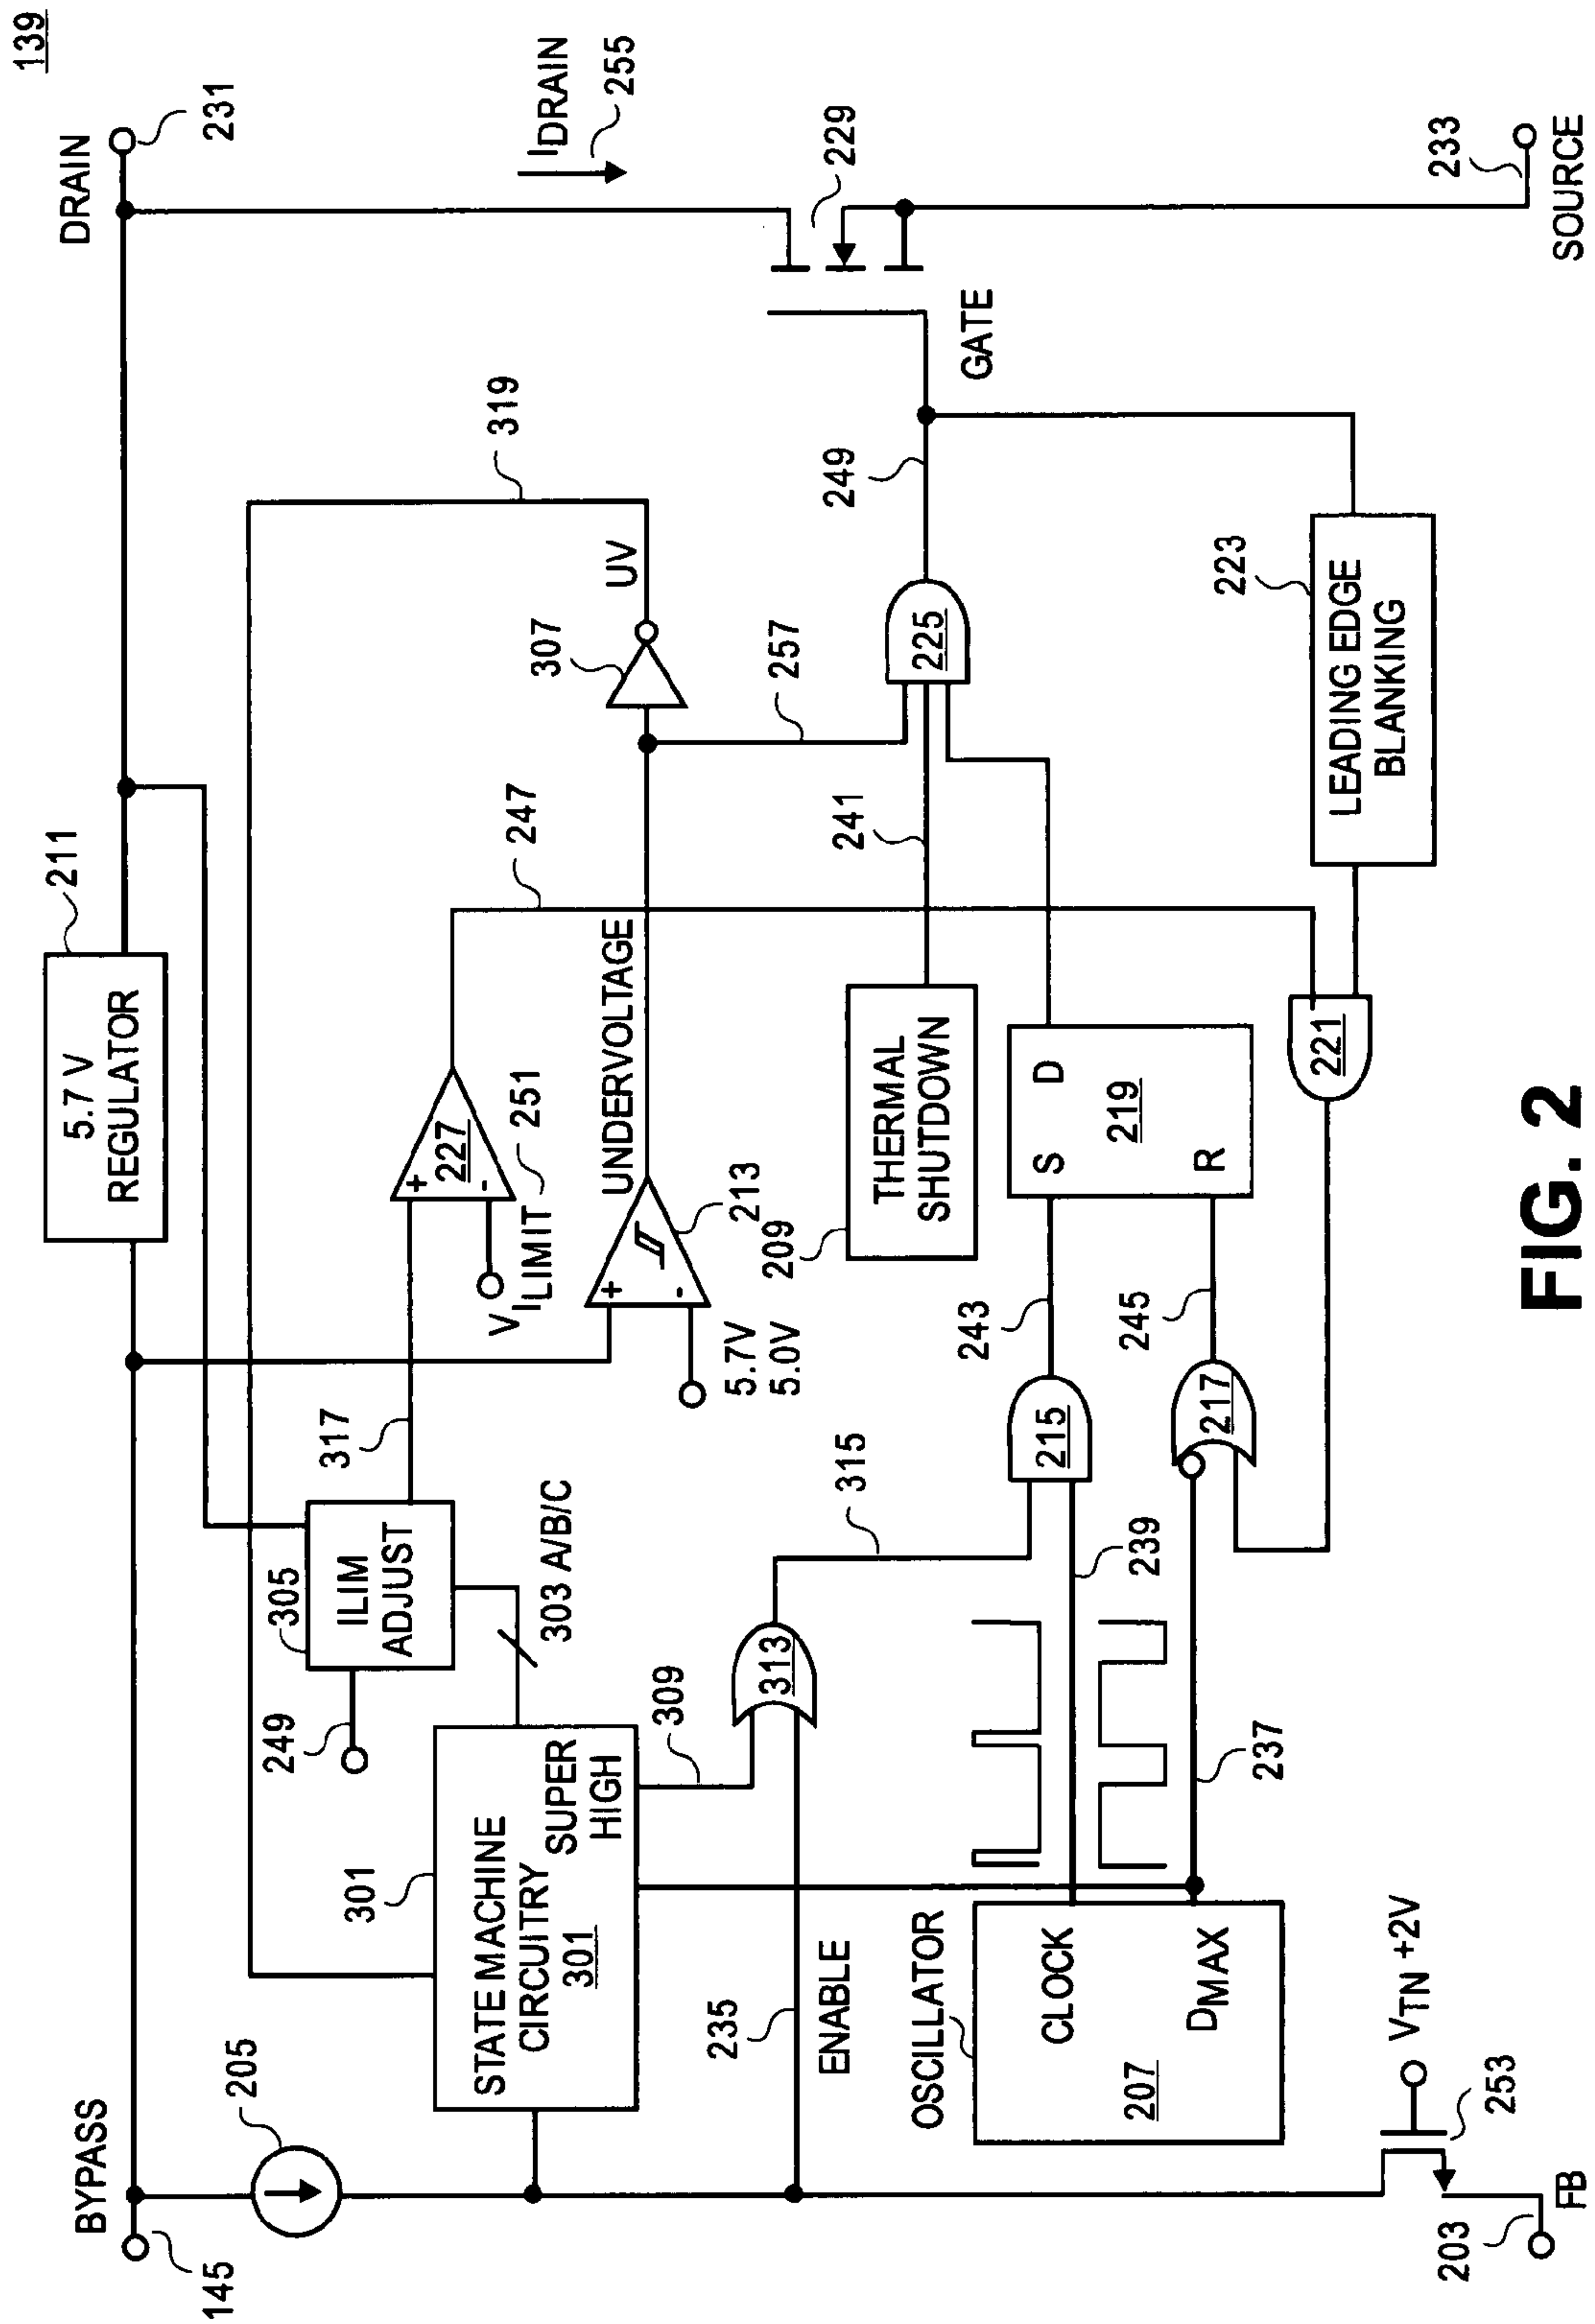 139
BYPASS
145
205
5.7 V
REGULATOR
211
DRAIN
231
IDRAIN
255
249
305
ILIM
ADJUST
317
303 A/B/C
301
STATE MACHINE
CIRCUITRY
301
SUPER
HIGH
309
+
227
-
VILIMIT
251
247
319
UNDERVOLTAGE
+
-
213
5.7V
5.0V
307
UV
257
235
ENABLE
313
315
THERMAL
SHUTDOWN
209
241
225
249
GATE
229
233
SOURCE
OSCILLATOR
CLOCK
DMAX
207
239
237
215
243
217
245
S
D
219
R
221
223
LEADING EDGE
BLANKING
VTN +2V
253
203
FB
FIG. 2